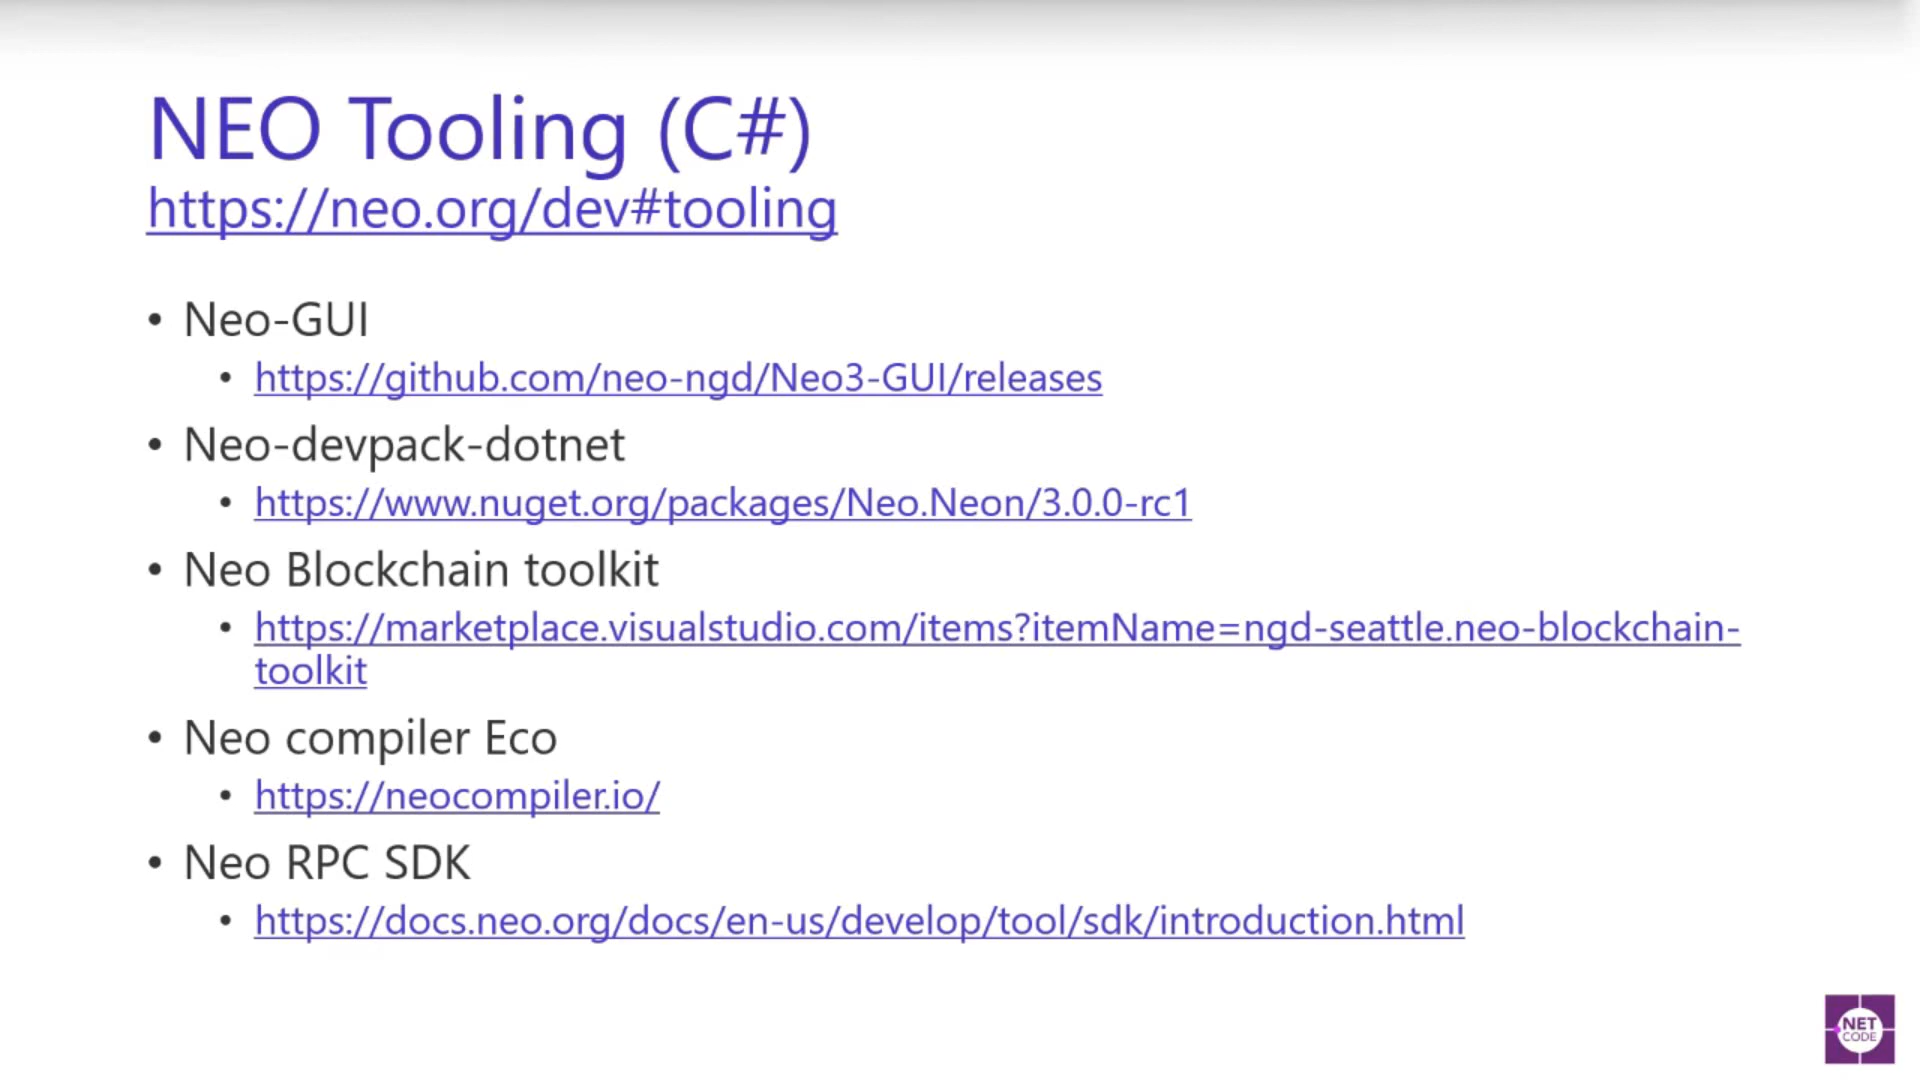 NEO Tooling (C#)
https://neo.org/dev#tooling
• Neo-GUI
• https://github.com/neo-ngd/Neo3-GUI/releases
• Neo-devpack-dotnet
• https://www.nuget.org/packages/Neo.Neon/3.0.0-rc1
• Neo Blockchain toolkit
• https://marketplace.visualstudio.com/items?itemName=ngd-seattle.neo-blockchain-
toolkit
• Neo compiler Eco
• https://neocompiler.io/
• Neo RPC SDK
• https://docs.neo.org/docs/en-us/develop/tool/sdk/introduction.html
NET
CODE